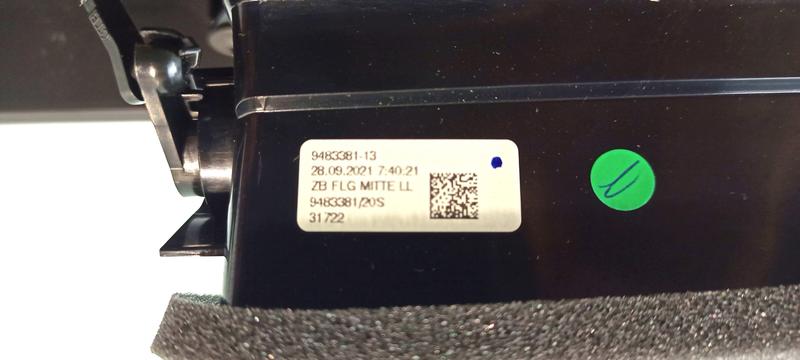 9483381-13
28.09.2021 7:40:21
ZB FLG MITTE LL
9483381/20S
31722